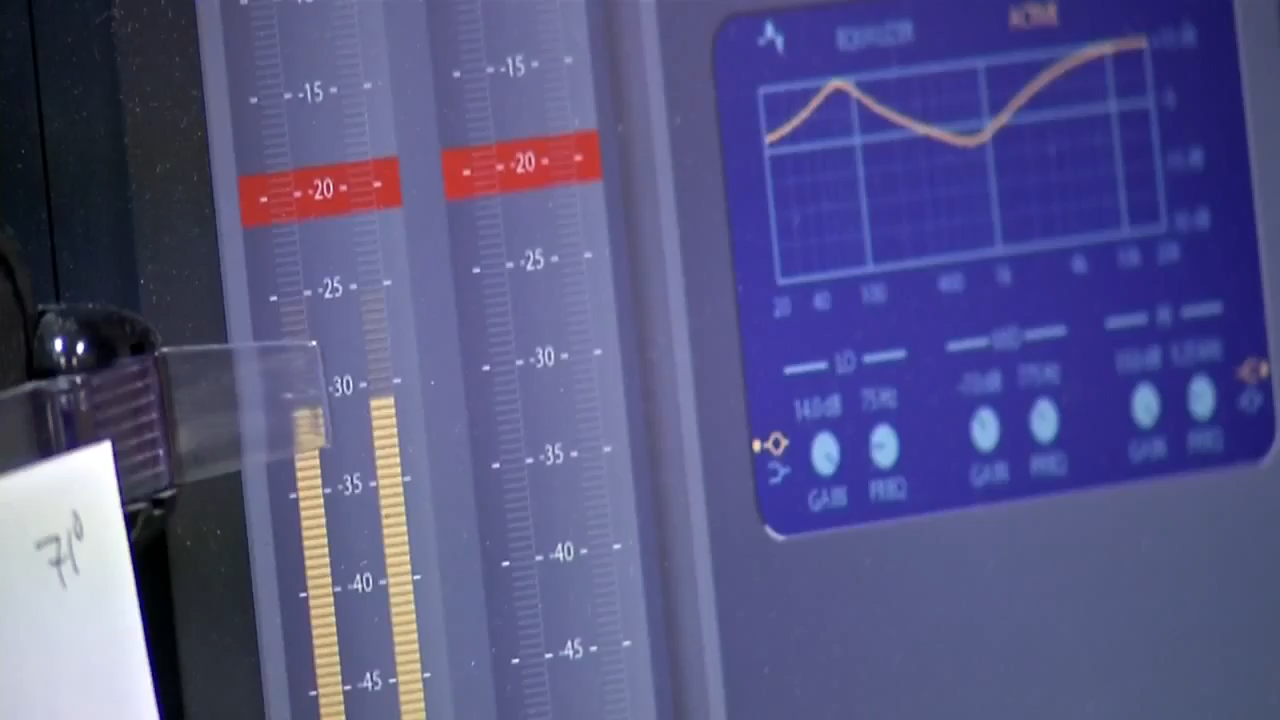 -15-
-20-
-25-
-30
-35
-40
-45
-15-
-20-
-25-
-30-
-35-
-40-
-45-
71°
EQUALIZER
ACTIVE
0
20 40 100 400 1k 4k 10k 20k
LO
MID
HI
14.0dB 75Hz
GAIN FREQ
GAIN FREQ
GAIN FREQ